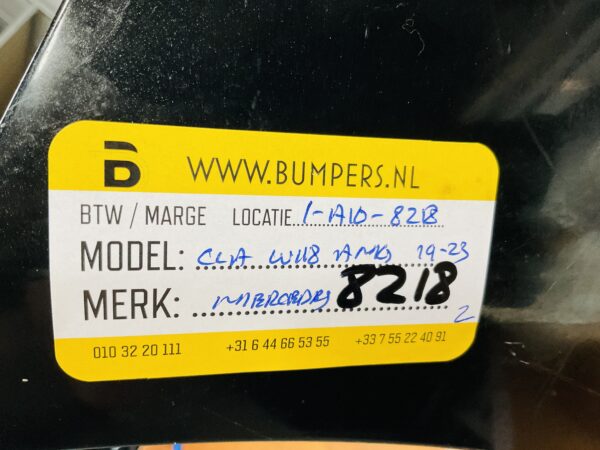 B WWW.BUMPERS.NL
BTW / MARGE LOCATIE 1-A10-8218
MODEL: CLA W118 AMG 19-23
MERK: MERCEDES 8218
2
010 32 20 111 +31 6 44 66 53 55 +33 7 55 22 40 91